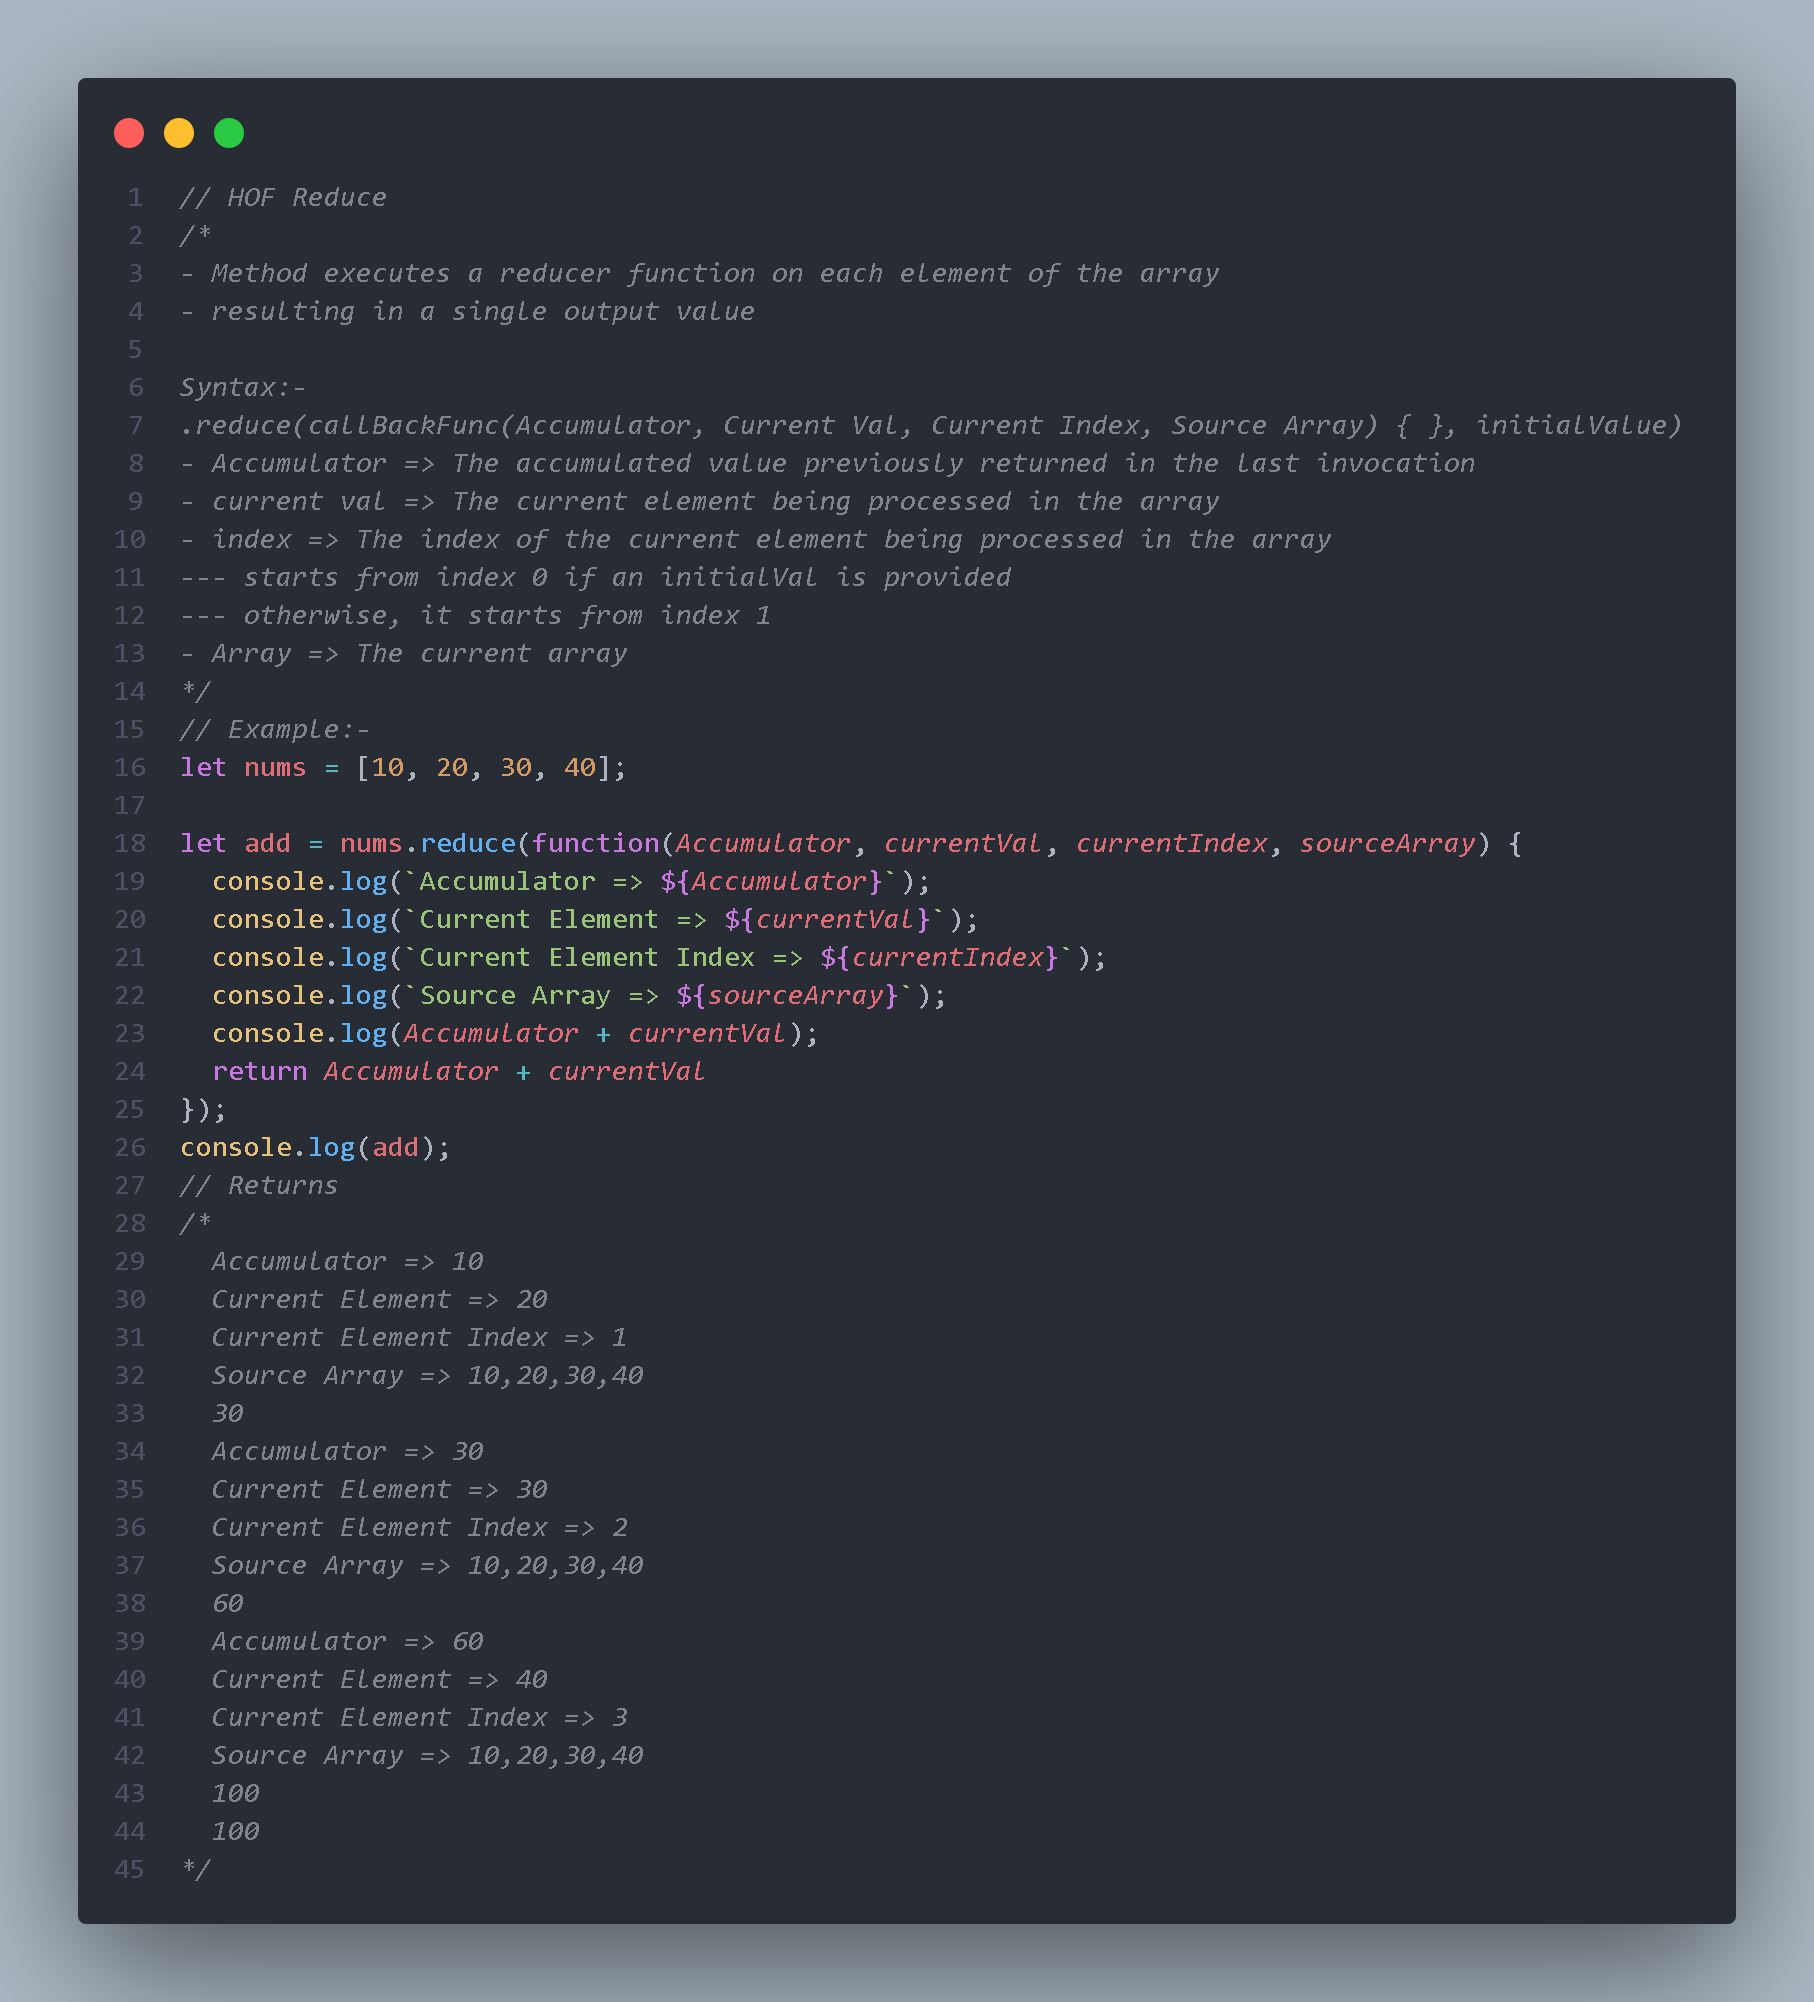 1 // HOF Reduce
2 /*
3 - Method executes a reducer function on each element of the array
4 - resulting in a single output value
5
6 Syntax:-
7 .reduce(callBackFunc(Accumulator, Current Val, Current Index, Source Array) { }, initialValue)
8 - Accumulator => The accumulated value previously returned in the last invocation
9 - current val => The current element being processed in the array
10 - index => The index of the current element being processed in the array
11 --- starts from index 0 if an initialVal is provided
12 --- otherwise, it starts from index 1
13 - Array => The current array
14 */
15 // Example:-
16 let nums = [10, 20, 30, 40];
17
18 let add = nums.reduce(function(Accumulator, currentVal, currentIndex, sourceArray) {
19   console.log(`Accumulator => ${Accumulator}`);
20   console.log(`Current Element => ${currentVal}`);
21   console.log(`Current Element Index => ${currentIndex}`);
22   console.log(`Source Array => ${sourceArray}`);
23   console.log(Accumulator + currentVal);
24   return Accumulator + currentVal
25 });
26 console.log(add);
27 // Returns
28 /*
29   Accumulator => 10
30   Current Element => 20
31   Current Element Index => 1
32   Source Array => 10,20,30,40
33   30
34   Accumulator => 30
35   Current Element => 30
36   Current Element Index => 2
37   Source Array => 10,20,30,40
38   60
39   Accumulator => 60
40   Current Element => 40
41   Current Element Index => 3
42   Source Array => 10,20,30,40
43   100
44   100
45 */